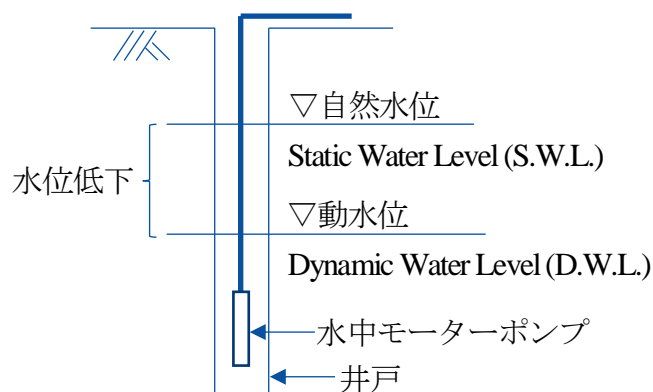 ▽自然水位
Static Water Level (S.W.L.)
水位低下
▽動水位
Dynamic Water Level (D.W.L.)
水中モーターポンプ
井戸